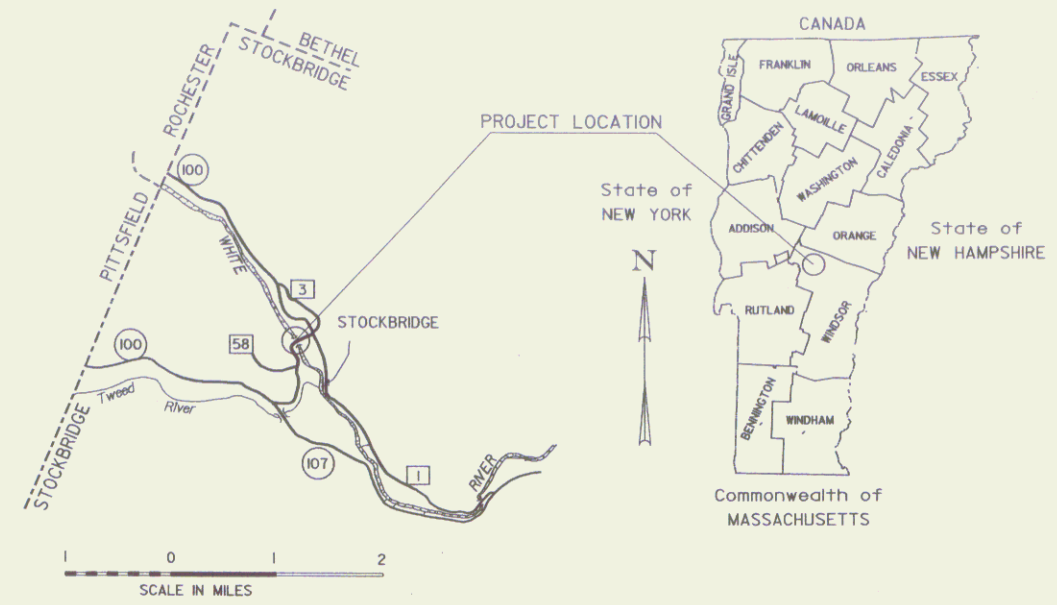 BETHEL
STOCKBRIDGE
ROCHESTER
PITTSFIELD
STOCKBRIDGE
100
WHITE
3
STOCKBRIDGE
58
100
Tweed
River
107
1
RIVER
PROJECT LOCATION
N
1 0 1 2
SCALE IN MILES
CANADA
GRAND ISLE
FRANKLIN
ORLEANS
ESSEX
LAMOILLE
CHITTENDEN
CALEDONIA
WASHINGTON
State of
NEW YORK
ADDISON
ORANGE
State of
NEW HAMPSHIRE
RUTLAND
WINDSOR
BENNINGTON
WINDHAM
Commonwealth of
MASSACHUSETTS